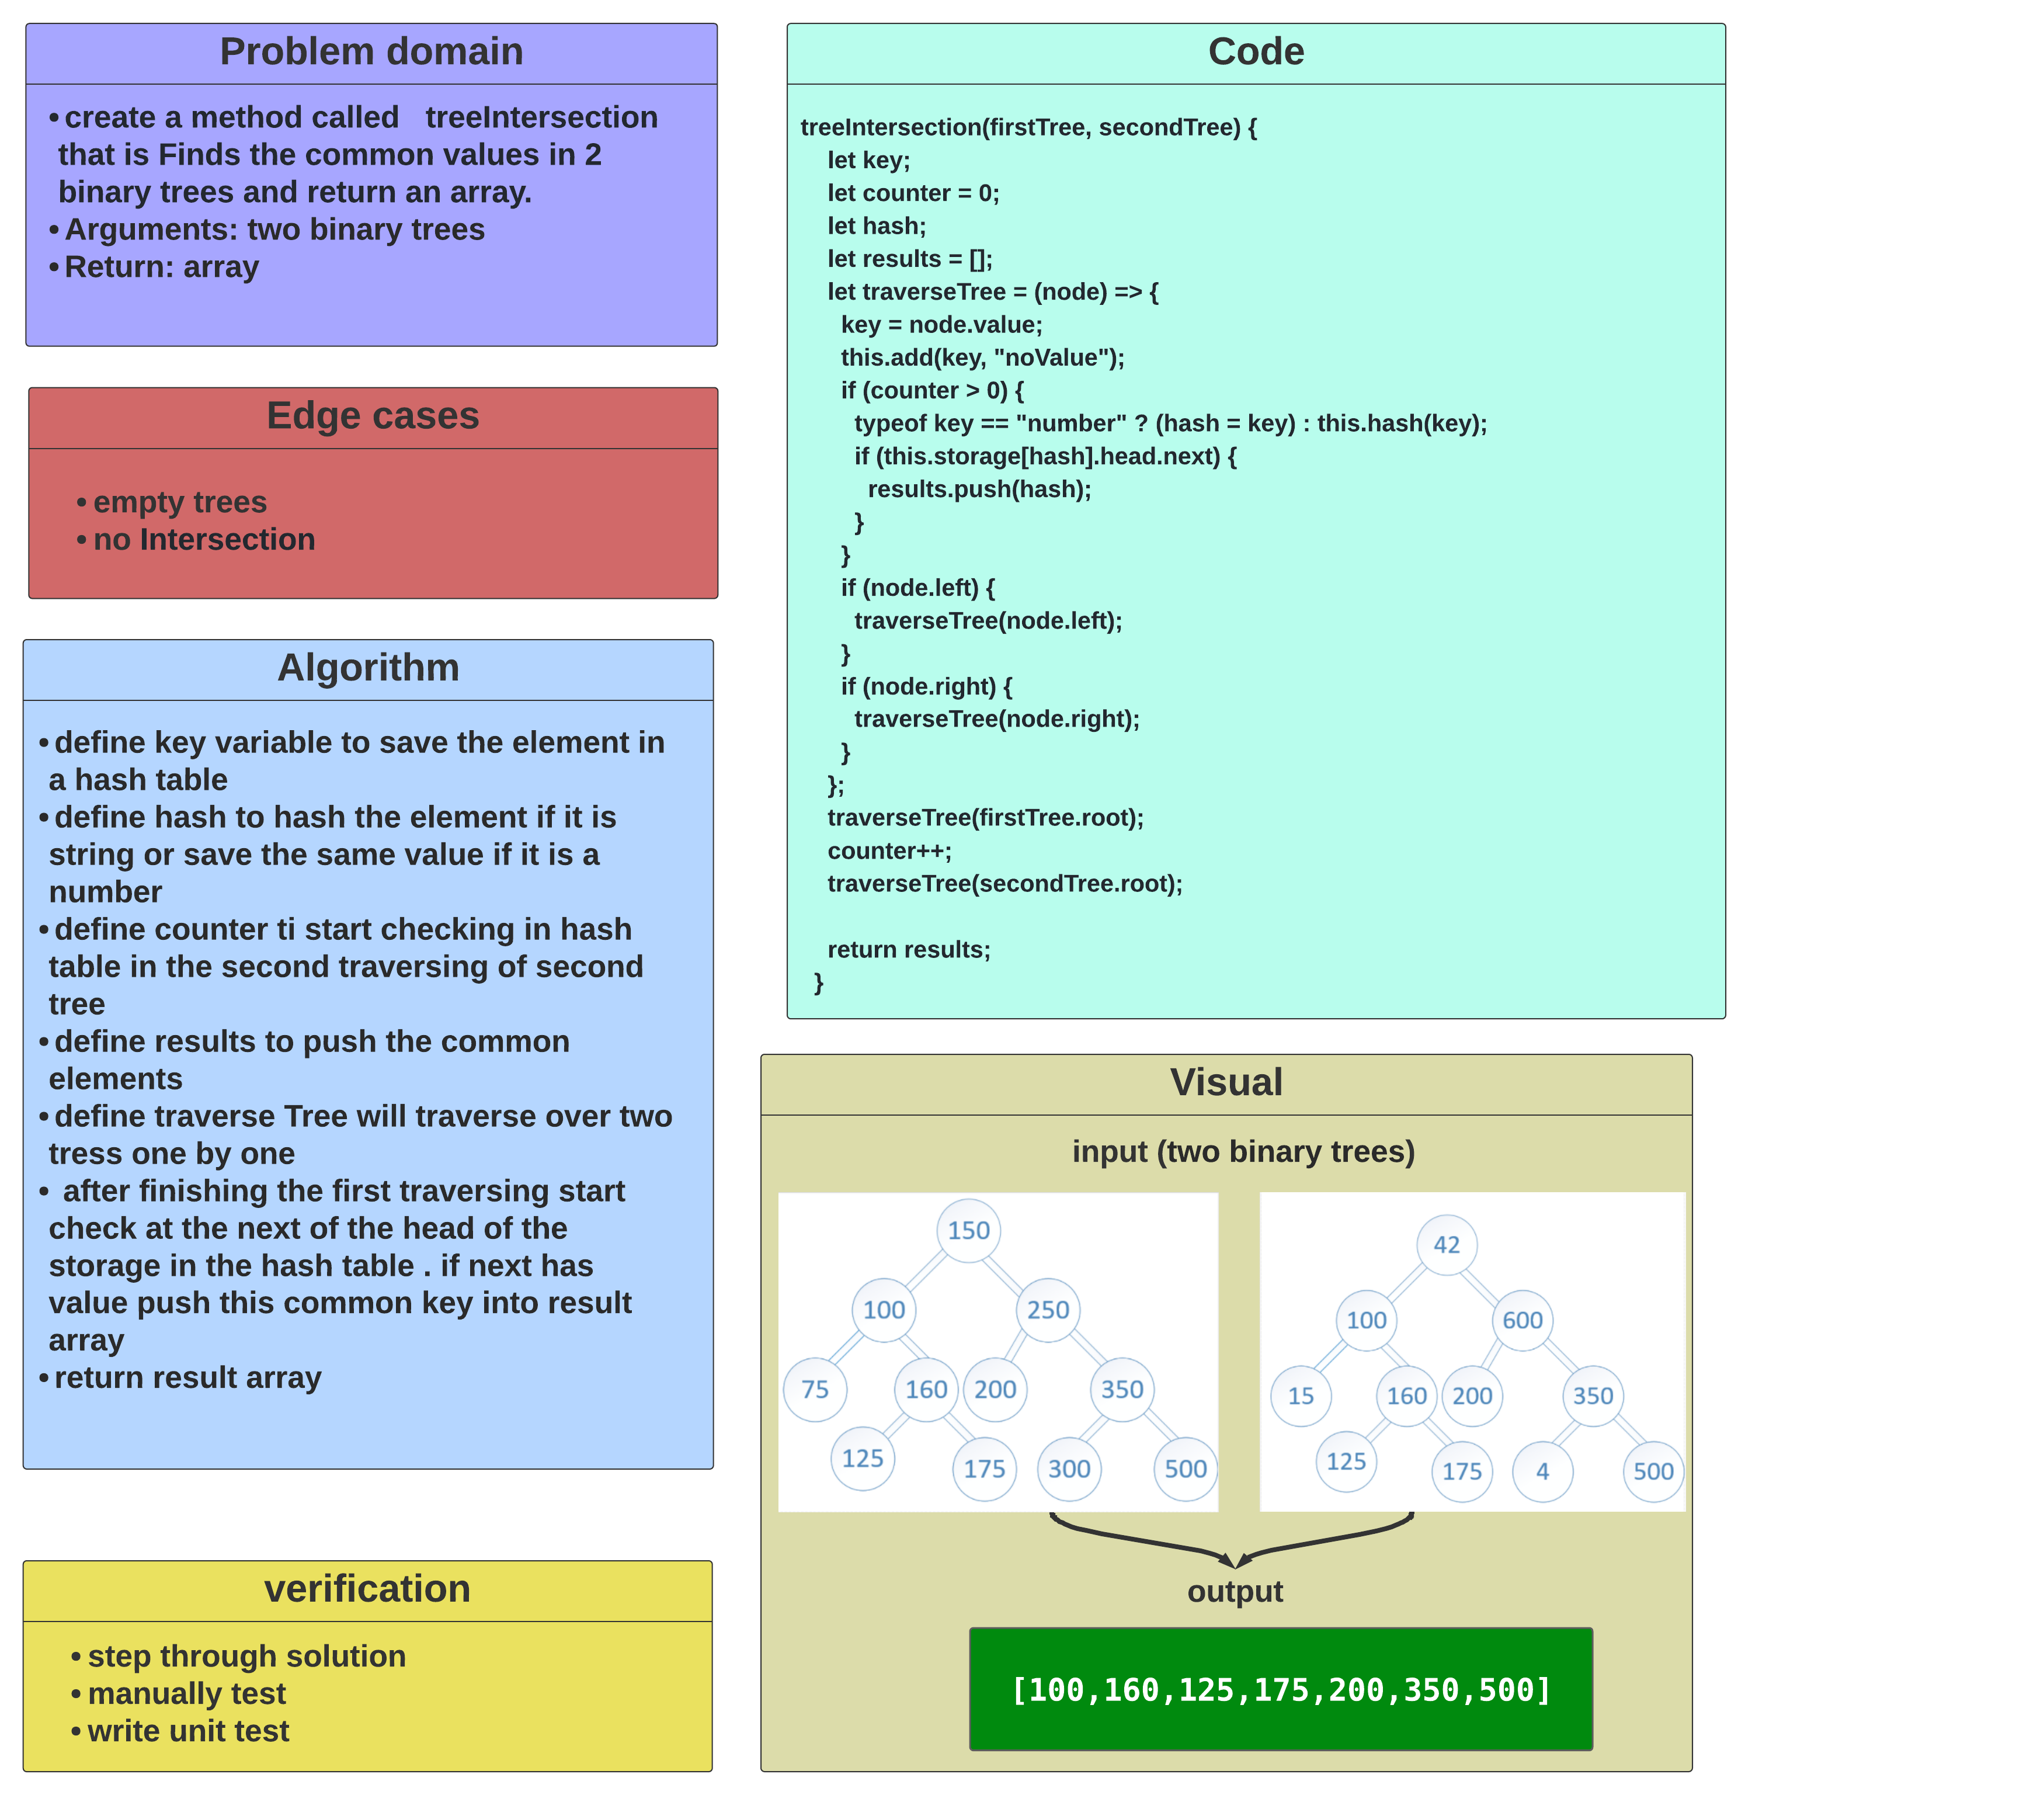 Problem domain
• create a method called   treeIntersection
that is Finds the common values in 2
binary trees and return an array.
• Arguments: two binary trees
• Return: array
Edge cases
• empty trees
• no Intersection
Algorithm
• define key variable to save the element in
a hash table
• define hash to hash the element if it is
string or save the same value if it is a
number
• define counter ti start checking in hash
table in the second traversing of second
tree
• define results to push the common
elements
• define traverse Tree will traverse over two
tress one by one
•  after finishing the first traversing start
check at the next of the head of the
storage in the hash table . if next has
value push this common key into result
array
• return result array
verification
• step through solution
• manually test
• write unit test
Code
treeIntersection(firstTree, secondTree) {
    let key;
    let counter = 0;
    let hash;
    let results = [];
    let traverseTree = (node) => {
      key = node.value;
      this.add(key, "noValue");
      if (counter > 0) {
        typeof key == "number" ? (hash = key) : this.hash(key);
        if (this.storage[hash].head.next) {
          results.push(hash);
        }
      }
      if (node.left) {
        traverseTree(node.left);
      }
      if (node.right) {
        traverseTree(node.right);
      }
    };
    traverseTree(firstTree.root);
    counter++;
    traverseTree(secondTree.root);
    return results;
  }
Visual
input (two binary trees)
150
100 250
75 160 200 350
125 175 300 500
42
100 600
15 160 200 350
125 175 4 500
output
[100,160,125,175,200,350,500]